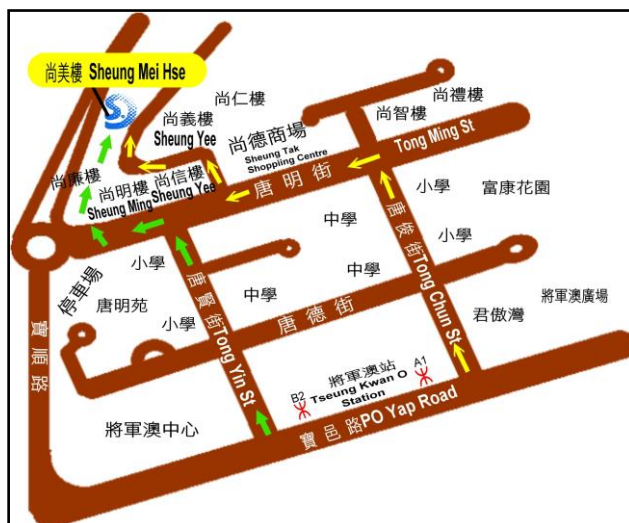 尚美樓 Sheung Mei Hse
尚仁樓
尚義樓
Sheung Yee
尚德商場
Sheung Tak
Shoppling Centre
尚禮樓
尚智樓
Tong Ming St
唐明街
尚廉樓
尚明樓
Sheung Ming
尚信樓
Sheung Yee
小學
富康花園
中學
唐俊街 Tong Chun St
小學
停車場
小學
中學
唐明苑
唐賢街 Tong Yin St
中學
唐德街
將軍澳廣場
君傲灣
小學
寶順路
將軍澳站
Tseung Kwan O
Station
A1
B2
將軍澳中心
寶邑路 PO Yap Road